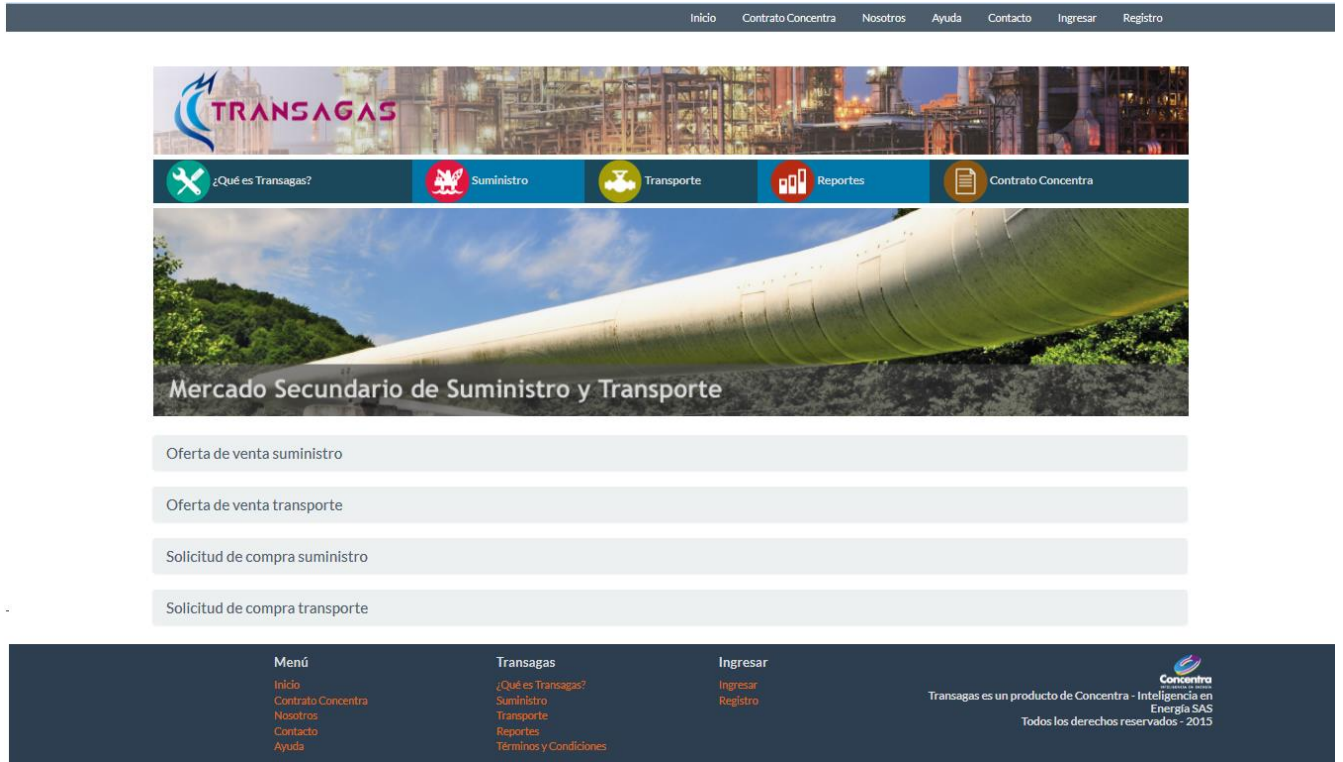 Inicio Contrato Concentra Nosotros Ayuda Contacto Ingresar Registro
TRANSAGAS
¿Qué es Transagas? Suministro Transporte Reportes Contrato Concentra
Mercado Secundario de Suministro y Transporte
Oferta de venta suministro
Oferta de venta transporte
Solicitud de compra suministro
Solicitud de compra transporte
Menú
Inicio
Contrato Concentra
Nosotros
Contacto
Ayuda
Transagas
¿Qué es Transagas?
Suministro
Transporte
Reportes
Términos y Condiciones
Ingresar
Ingresar
Registro
Concentra
INTELIGENCIA EN ENERGÍA
Transagas es un producto de Concentra - Inteligencia en
Energía SAS
Todos los derechos reservados - 2015